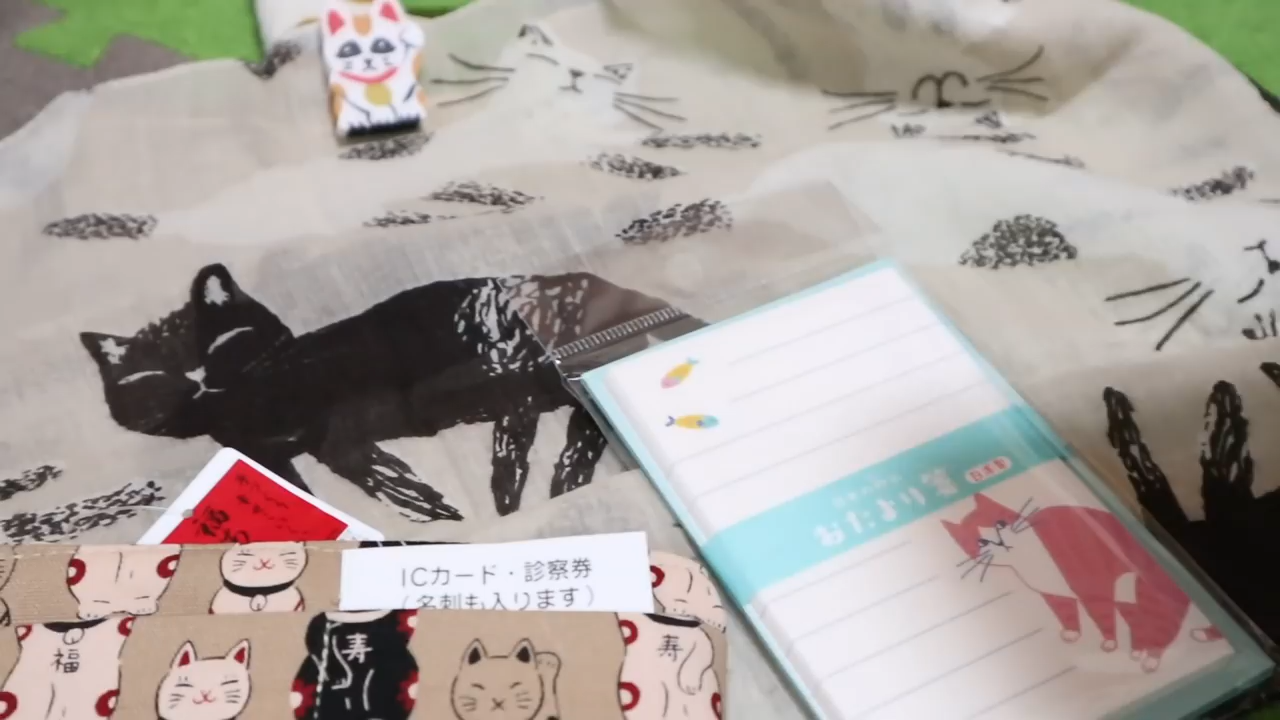 おたより箋
日本製
ICカード・診察券
（名刺も入ります）
福
寿
寿